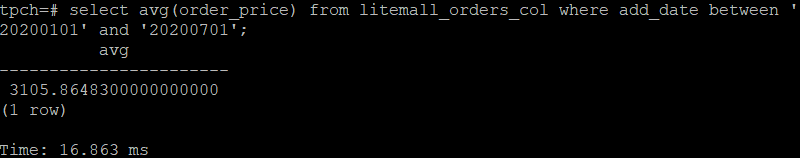 tpch=# select avg(order_price) from litemall_orders_col where add_date between '
20200101' and '20200701';
avg
-----------------------
3105.8648300000000000
(1 row)
Time: 16.863 ms